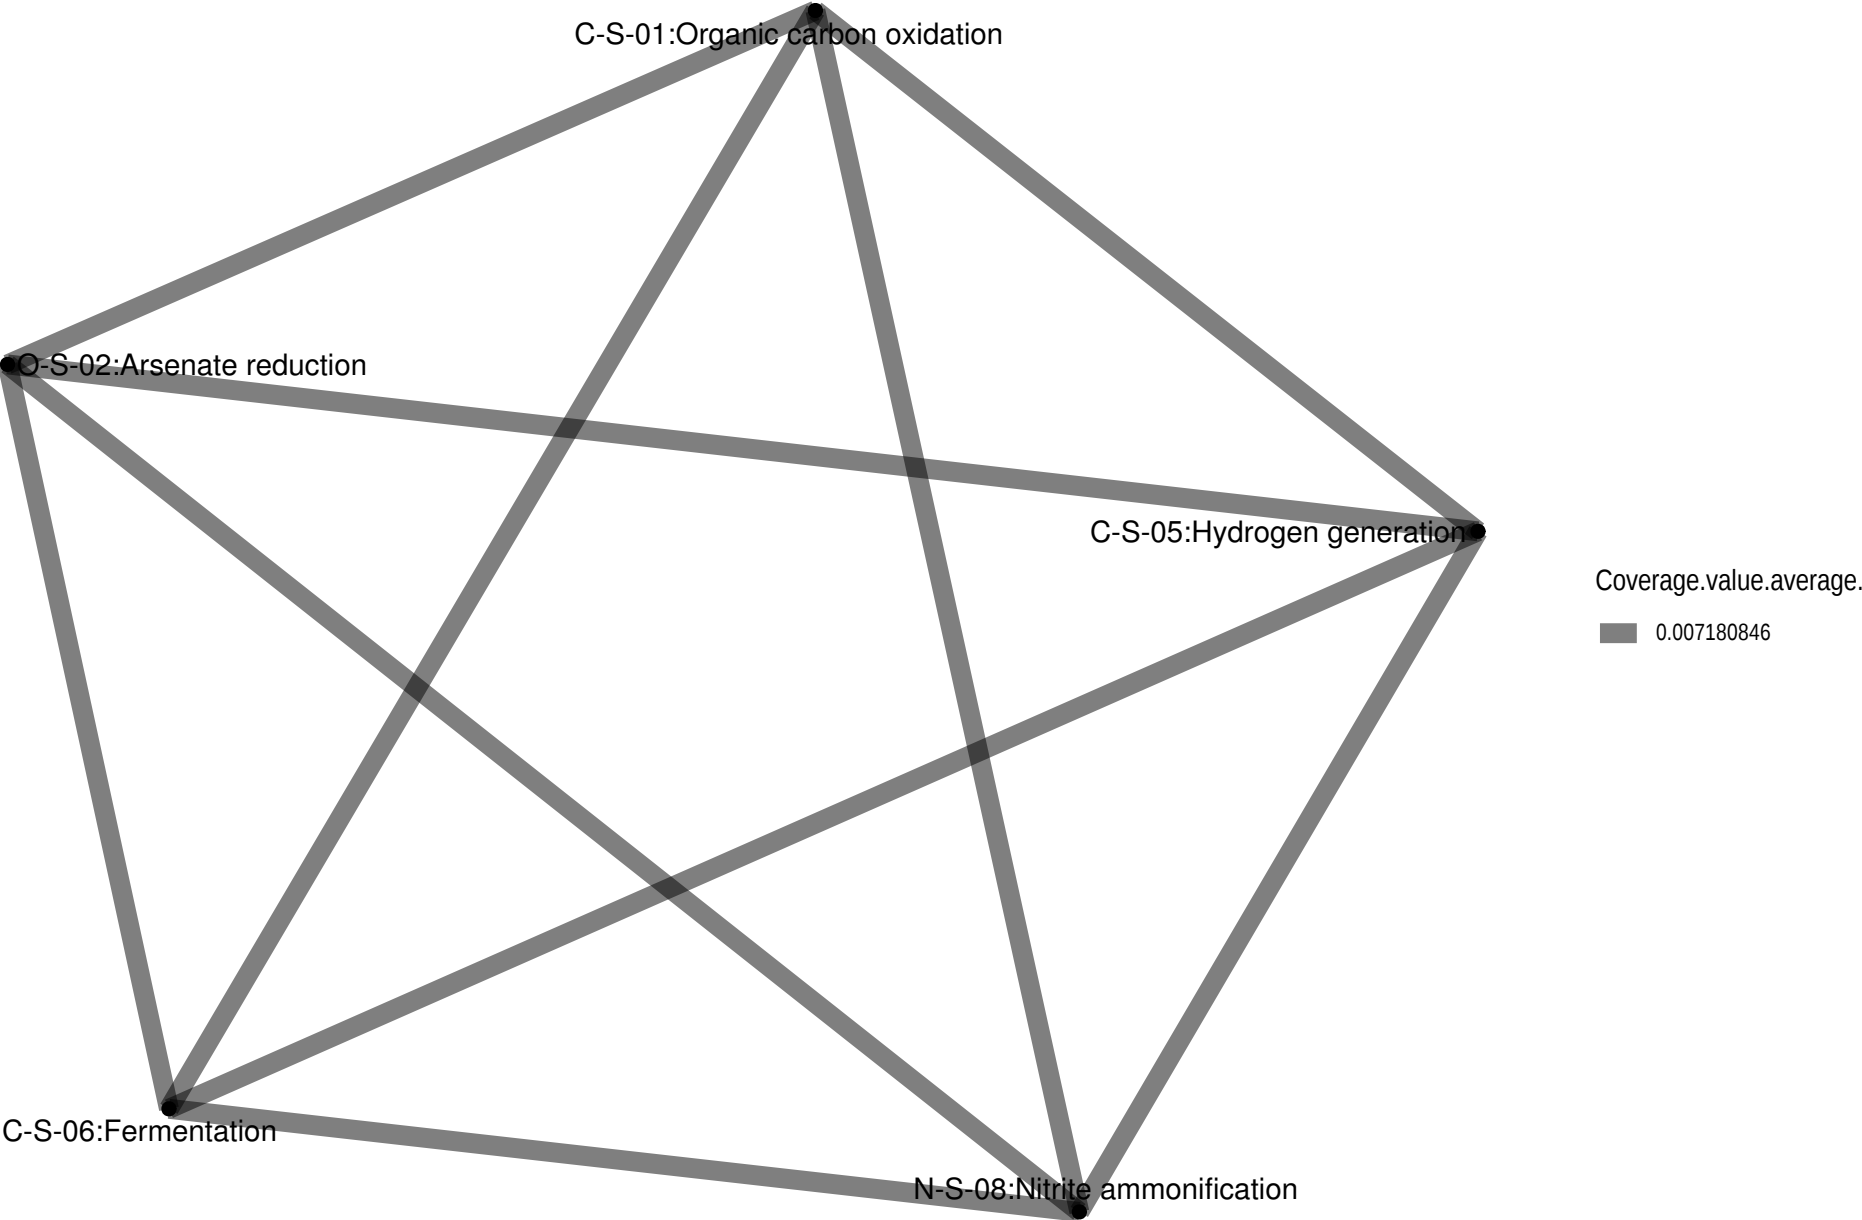 C-S-01:Organic carbon oxidation
O-S-02:Arsenate reduction
C-S-05:Hydrogen generation
Coverage.value.average.
0.007180846
C-S-06:Fermentation
N-S-08:Nitrite ammonification